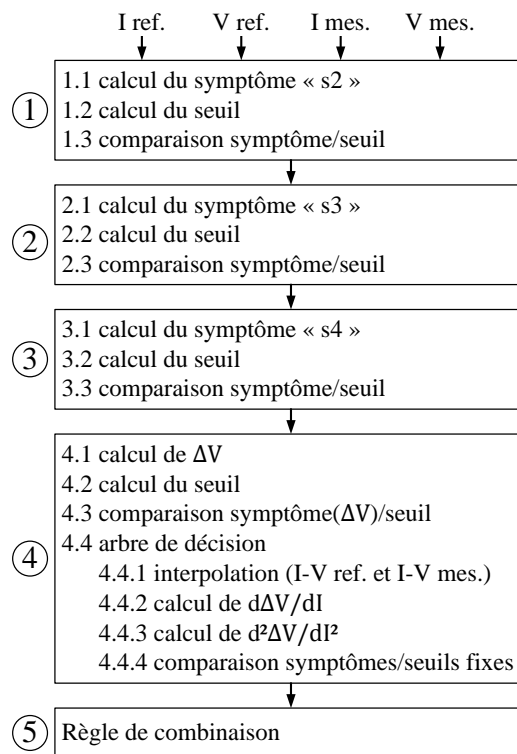 I ref. V ref. I mes. V mes.
1
1.1 calcul du symptôme « s2 »
1.2 calcul du seuil
1.3 comparaison symptôme/seuil
2
2.1 calcul du symptôme « s3 »
2.2 calcul du seuil
2.3 comparaison symptôme/seuil
3
3.1 calcul du symptôme « s4 »
3.2 calcul du seuil
3.3 comparaison symptôme/seuil
4
4.1 calcul de ΔV
4.2 calcul du seuil
4.3 comparaison symptôme(ΔV)/seuil
4.4 arbre de décision
4.4.1 interpolation (I-V ref. et I-V mes.)
4.4.2 calcul de dΔV/dI
4.4.3 calcul de d²ΔV/dI²
4.4.4 comparaison symptômes/seuils fixes
5
Règle de combinaison